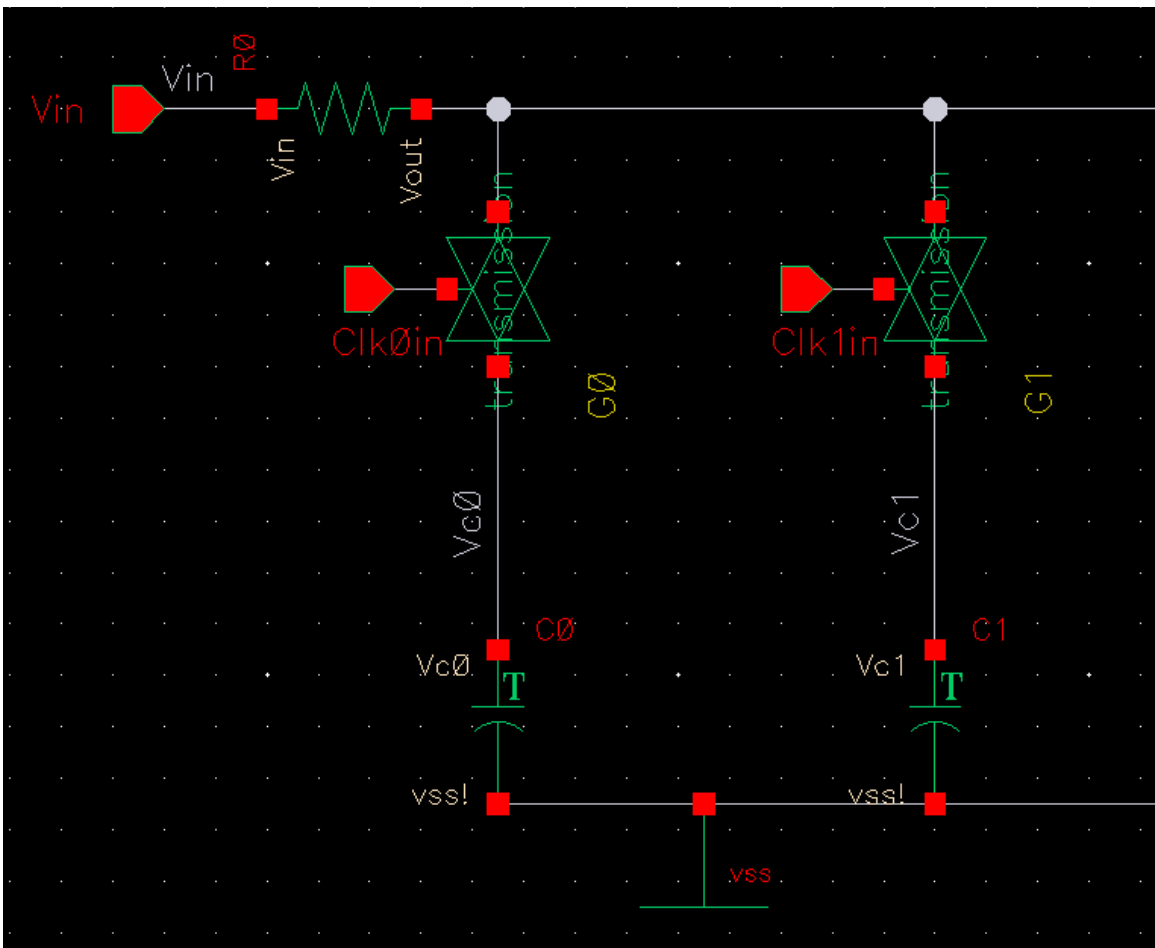 Vin
Vin
R0
Vin
Vout
transmission
transmission
Clk0in
Clk1in
G0
G1
Vc0
Vc1
C0
C1
Vc0
T
Vc1
T
vss!
vss!
vss